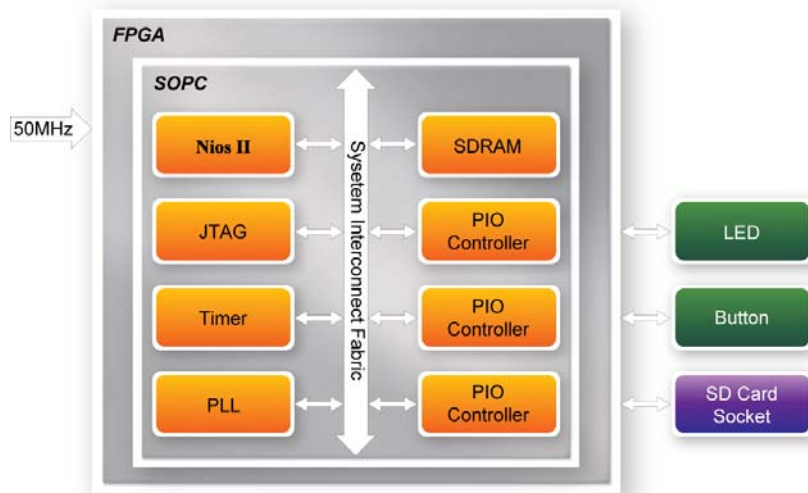 FPGA
SOPC
50MHz
Nios II
SDRAM
JTAG
PIO
Controller
LED
Timer
PIO
Controller
Button
PLL
PIO
Controller
SD Card
Socket
Sysetem Interconnect Fabric